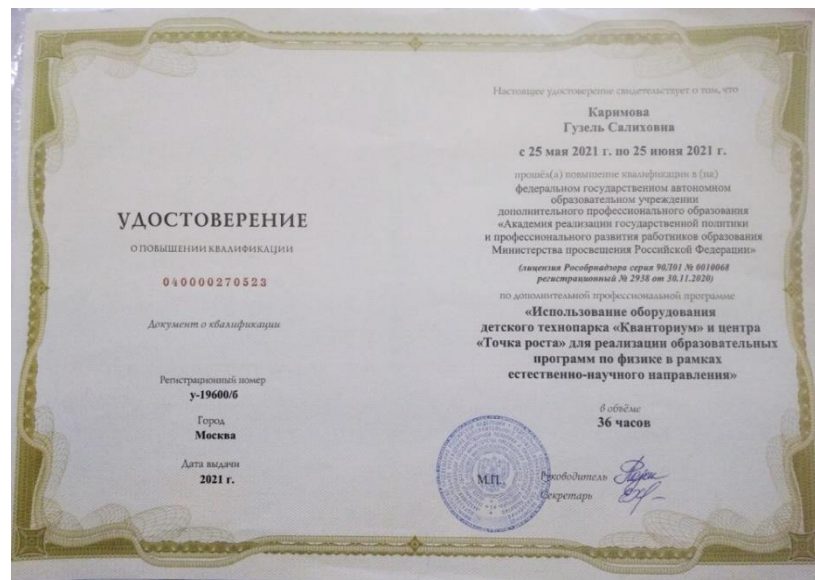 УДОСТОВЕРЕНИЕ
О ПОВЫШЕНИИ КВАЛИФИКАЦИИ
040000270523
Документ о квалификации
Регистрационный номер
у-19600/б
Город
Москва
Дата выдачи
2021 г.
Настоящее удостоверение свидетельствует о том, что
Каримова
Гузель Салиховна
с 25 мая 2021 г. по 25 июня 2021 г.
прошёл(а) повышение квалификации в (на)
федеральном государственном автономном
образовательном учреждении
дополнительного профессионального образования
«Академия реализации государственной политики
и профессионального развития работников образования
Министерства просвещения Российской Федерации»
(лицензия Рособрнадзора серия 90Л01 № 0010068
регистрационный № 2938 от 30.11.2020)
по дополнительной профессиональной программе
«Использование оборудования
детского технопарка «Кванториум» и центра
«Точка роста» для реализации образовательных
программ по физике в рамках
естественно-научного направления»
в объёме
36 часов
М.П.
Руководитель
Секретарь